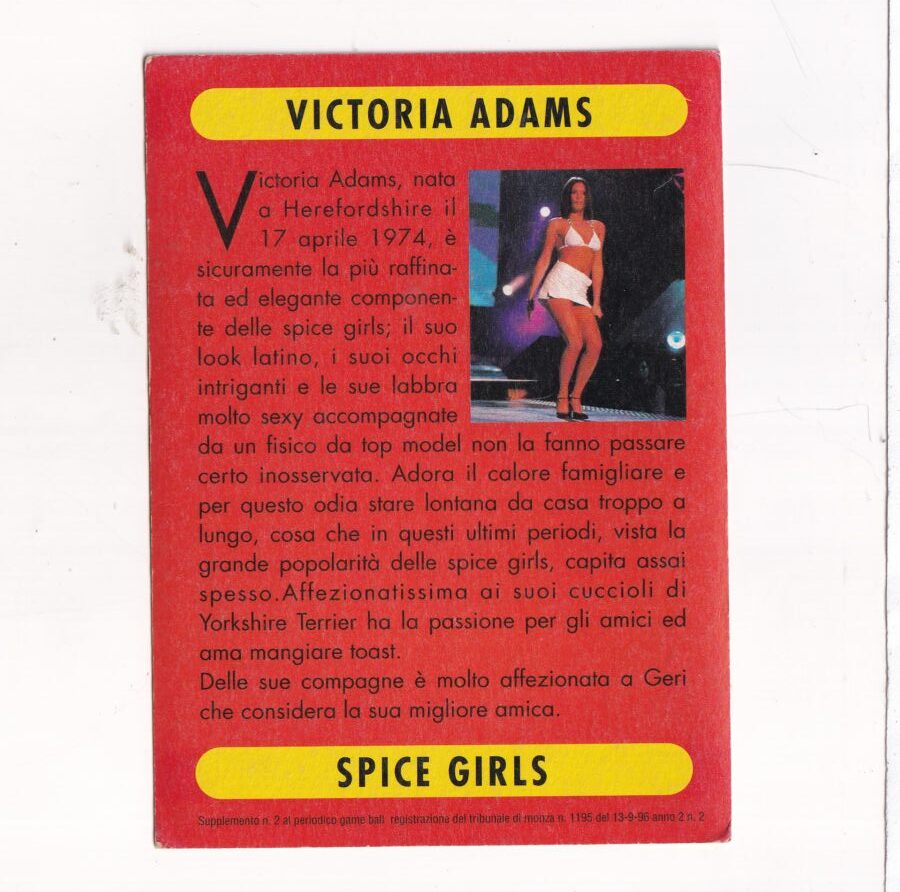 VICTORIA ADAMS
Victoria Adams, nata
a Herefordshire il
17 aprile 1974, è
sicuramente la più raffina-
ta ed elegante componen-
te delle spice girls; il suo
look latino, i suoi occhi
intriganti e le sue labbra
molto sexy accompagnate
da un fisico da top model non la fanno passare
certo inosservata. Adora il calore famigliare e
per questo odia stare lontana da casa troppo a
lungo, cosa che in questi ultimi periodi, vista la
grande popolarità delle spice girls, capita assai
spesso.Affezionatissima ai suoi cuccioli di
Yorkshire Terrier ha la passione per gli amici ed
ama mangiare toast.
Delle sue compagne è molto affezionata a Geri
che considera la sua migliore amica.
SPICE GIRLS
Supplemento n. 2 al periodico game ball registrazione del tribunale di monza n. 1195 del 13-9-96 anno 2 n. 2